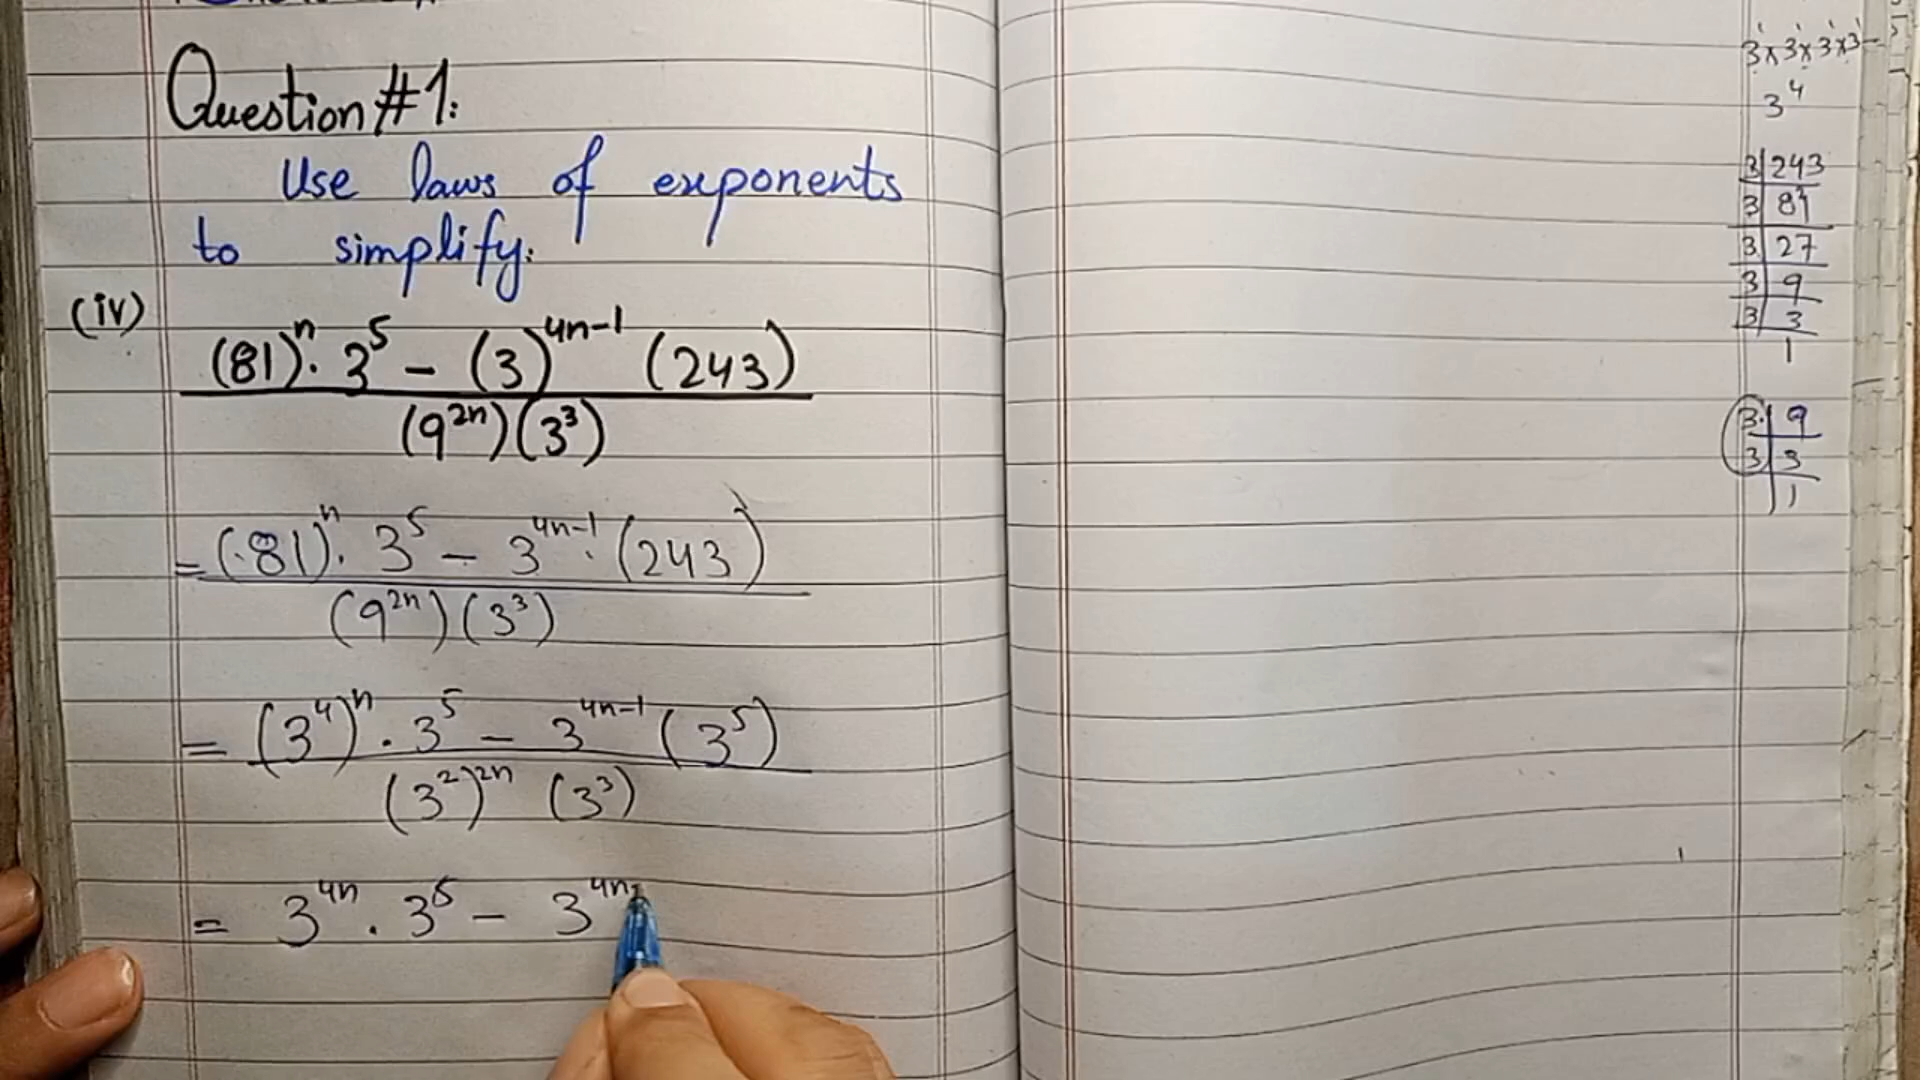 Question #1:
Use laws of exponents
to simplify:
(iv)
(81)^n · 3^5 - (3)^{4n-1} (243)
(9^{2n})(3^3)
= (81)^n · 3^5 - 3^{4n-1} · (243)
(9^{2n})(3^3)
= (3^4)^n · 3^5 - 3^{4n-1} (3^5)
(3^2)^{2n} (3^3)
= 3^{4n} · 3^5 - 3^{4n
3×3×3×3
3^4
3|243
3|81
3|27
3|9
3|3
1
3|9
3|3
1